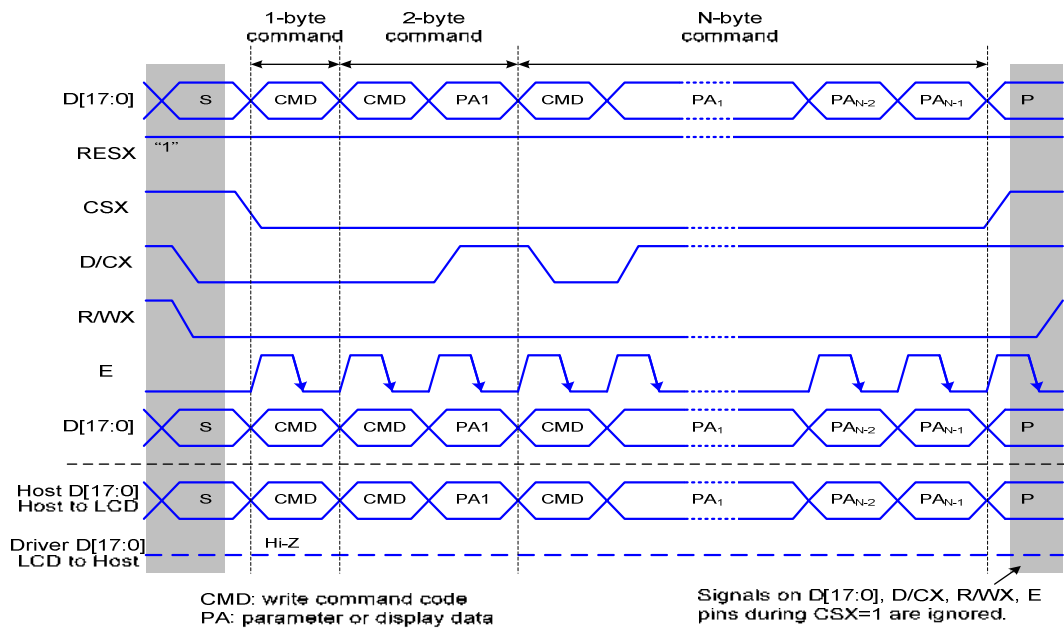 1-byte command
2-byte command
N-byte command
D[17:0] S CMD CMD PA1 CMD PA₁ PAN-2 PAN-1 P
RESX "1"
CSX
D/CX
R/WX
E
D[17:0] S CMD CMD PA1 CMD PA₁ PAN-2 PAN-1 P
Host D[17:0]
Host to LCD
S CMD CMD PA1 CMD PA₁ PAN-2 PAN-1 P
Driver D[17:0]
LCD to Host
Hi-Z
CMD: write command code
PA: parameter or display data
Signals on D[17:0], D/CX, R/WX, E
pins during CSX=1 are ignored.